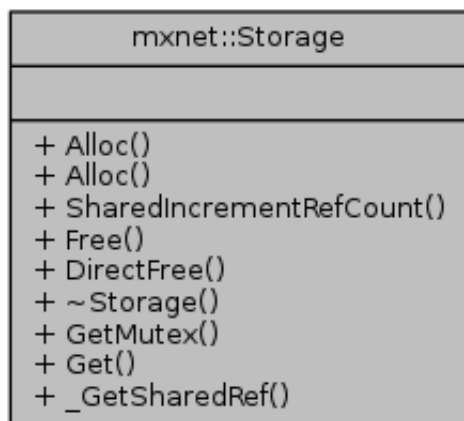 mxnet::Storage
+ Alloc()
+ Alloc()
+ SharedIncrementRefCount()
+ Free()
+ DirectFree()
+ ~Storage()
+ GetMutex()
+ Get()
+ _GetSharedRef()